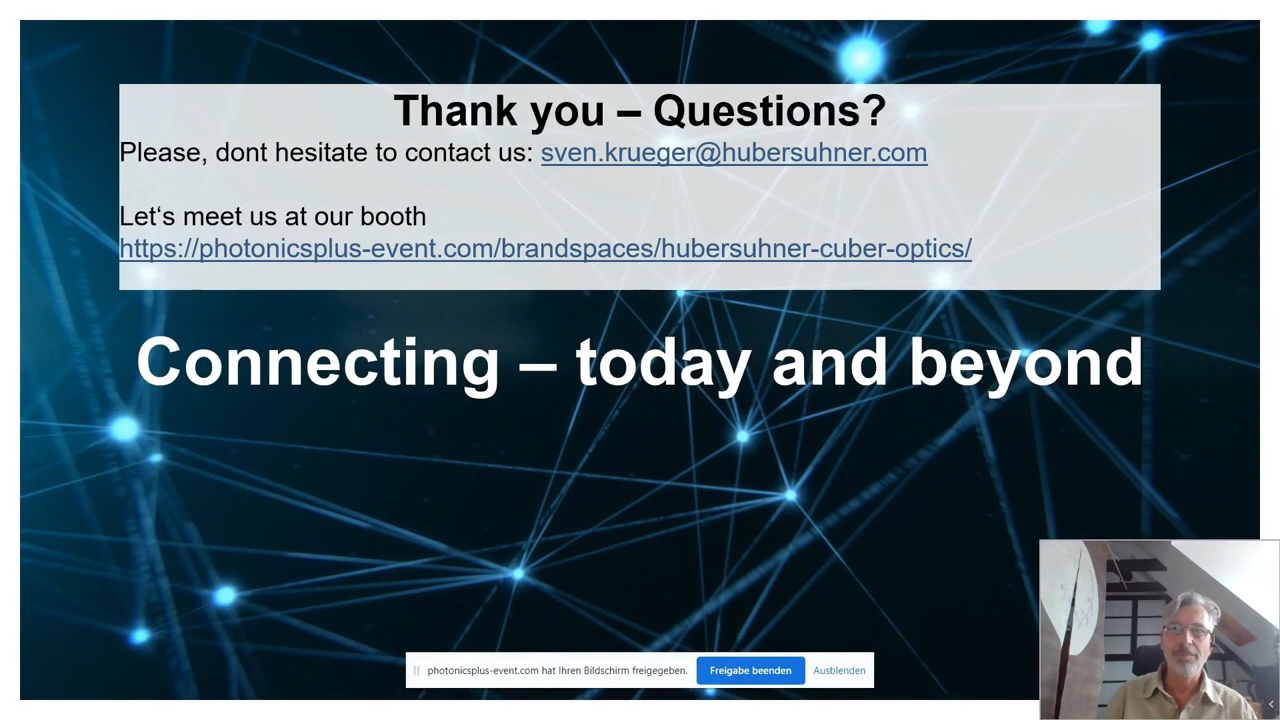 Thank you – Questions?
Please, dont hesitate to contact us: sven.krueger@hubersuhner.com
Let‘s meet us at our booth
https://photonicsplus-event.com/brandspaces/hubersuhner-cuber-optics/
Connecting – today and beyond
photonicsplus-event.com hat Ihren Bildschirm freigegeben. Freigabe beenden Ausblenden